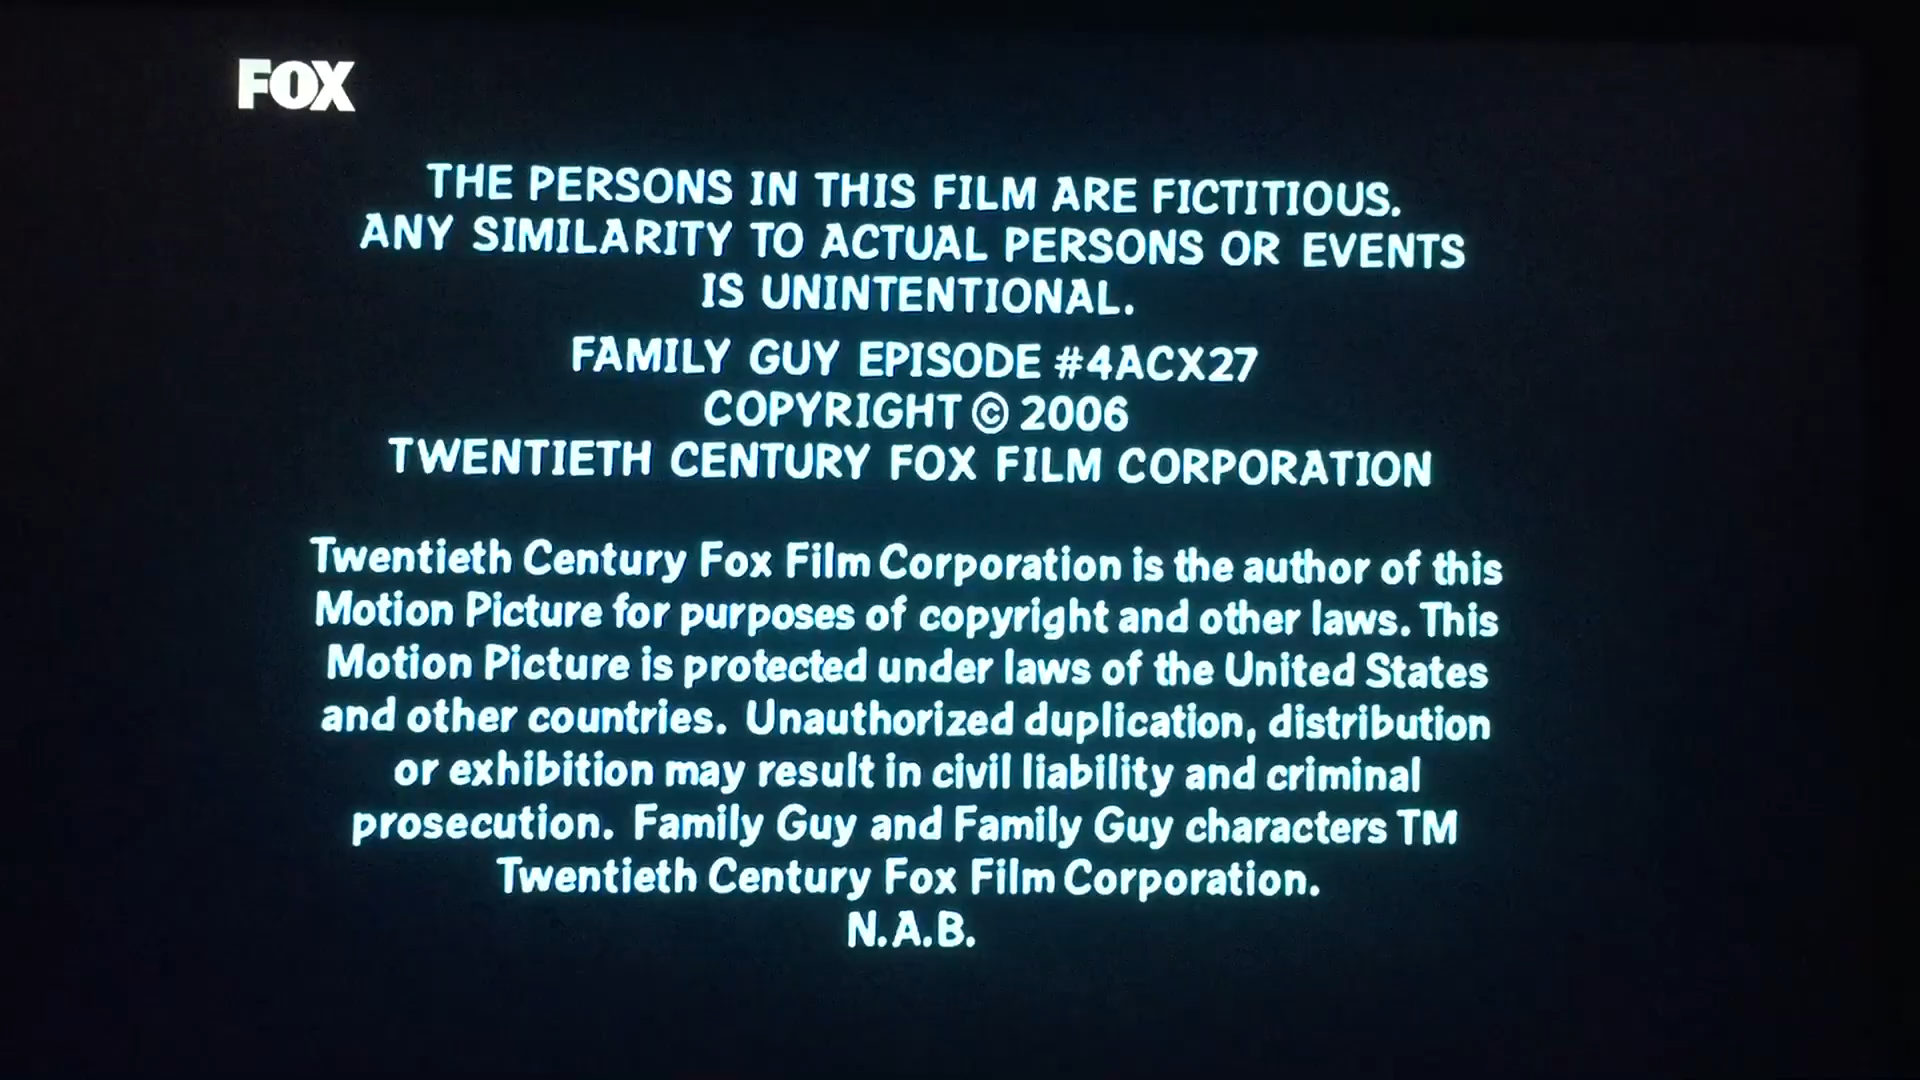 FOX
THE PERSONS IN THIS FILM ARE FICTITIOUS.
ANY SIMILARITY TO ACTUAL PERSONS OR EVENTS
IS UNINTENTIONAL.
FAMILY GUY EPISODE #4ACX27
COPYRIGHT © 2006
TWENTIETH CENTURY FOX FILM CORPORATION
Twentieth Century Fox Film Corporation is the author of this
Motion Picture for purposes of copyright and other laws. This
Motion Picture is protected under laws of the United States
and other countries. Unauthorized duplication, distribution
or exhibition may result in civil liability and criminal
prosecution. Family Guy and Family Guy characters TM
Twentieth Century Fox Film Corporation.
N.A.B.